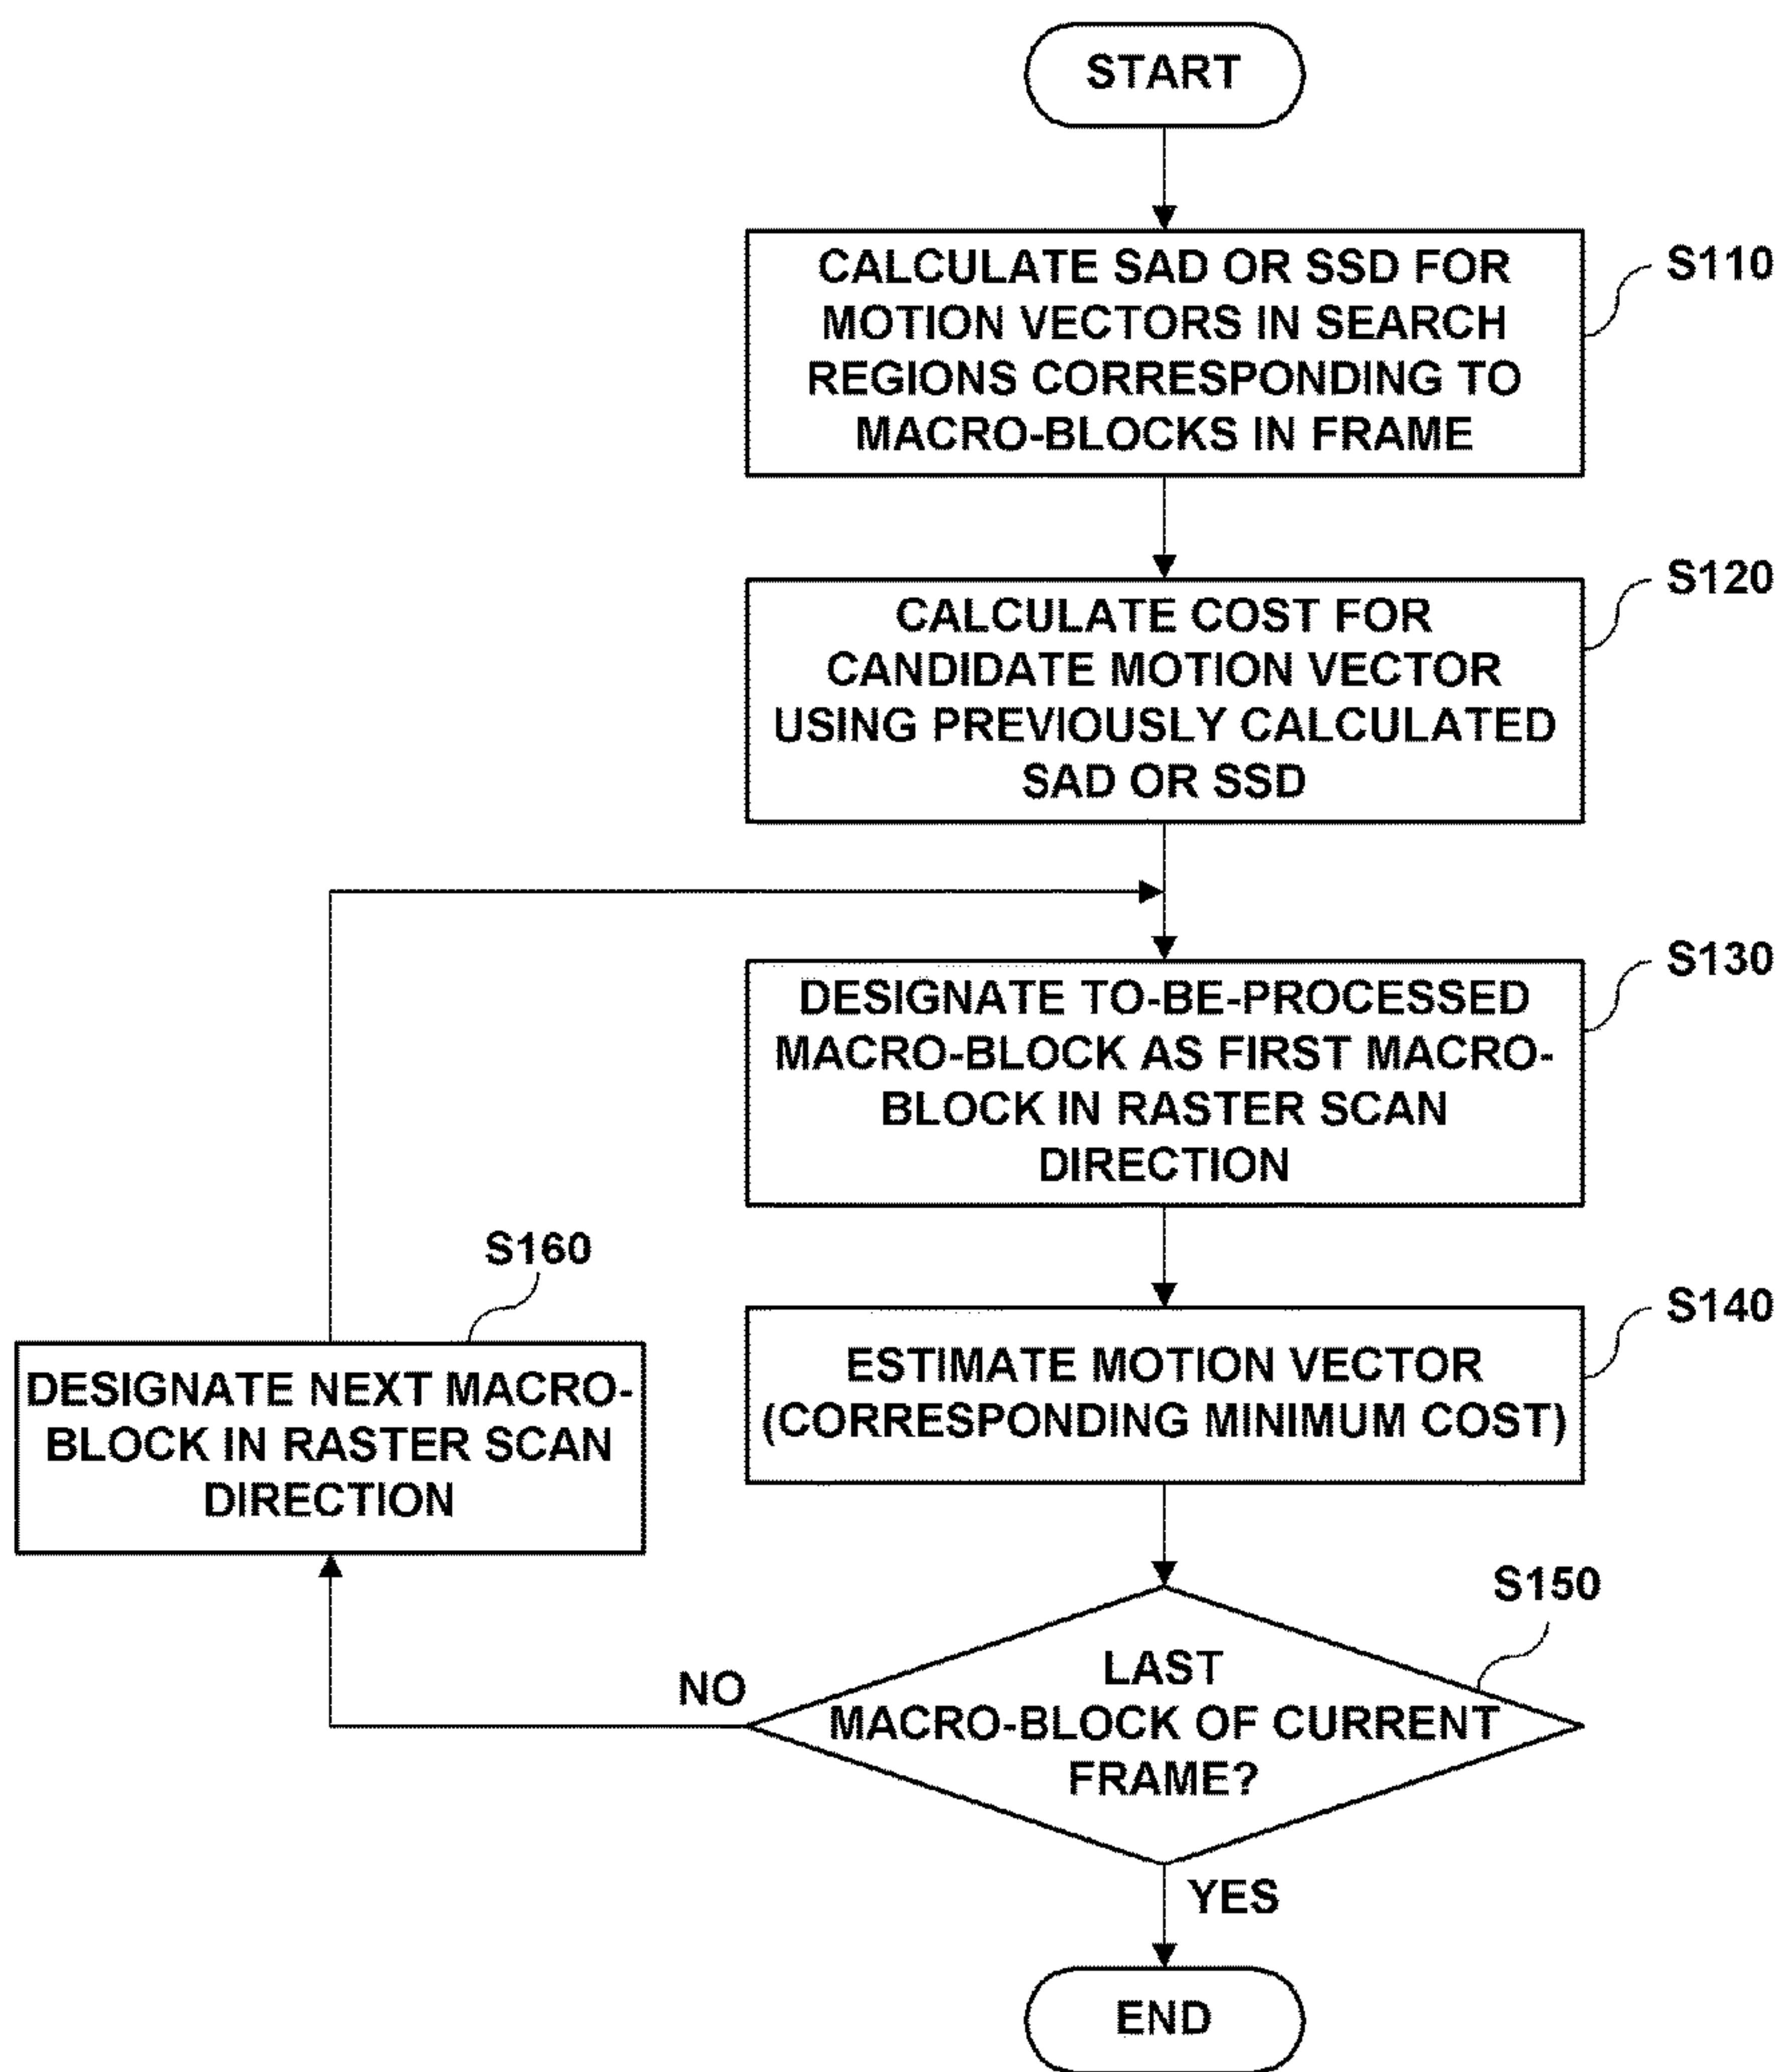 START
CALCULATE SAD OR SSD FOR
MOTION VECTORS IN SEARCH
REGIONS CORRESPONDING TO
MACRO-BLOCKS IN FRAME
S110
CALCULATE COST FOR
CANDIDATE MOTION VECTOR
USING PREVIOUSLY CALCULATED
SAD OR SSD
S120
DESIGNATE TO-BE-PROCESSED
MACRO-BLOCK AS FIRST MACRO-
BLOCK IN RASTER SCAN
DIRECTION
S130
ESTIMATE MOTION VECTOR
(CORRESPONDING MINIMUM COST)
S140
LAST
MACRO-BLOCK OF CURRENT
FRAME?
S150
NO
S160
DESIGNATE NEXT MACRO-
BLOCK IN RASTER SCAN
DIRECTION
YES
END